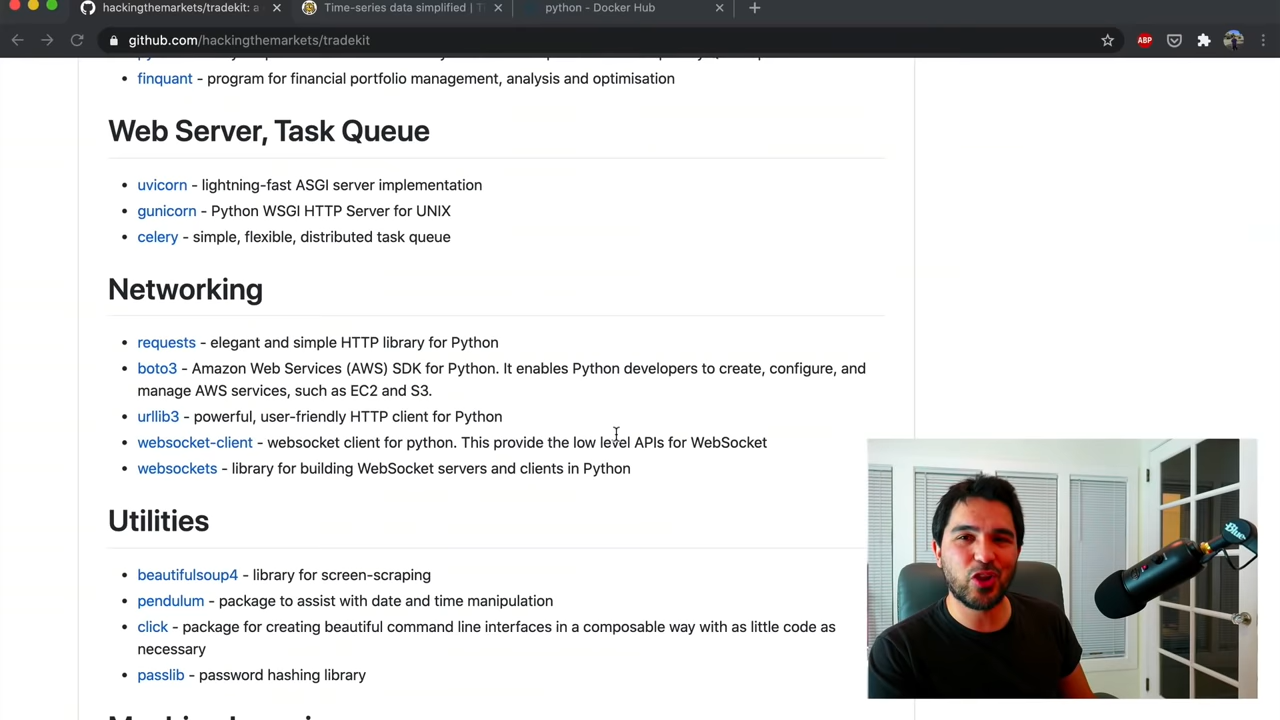 hackingthemarkets/tradekit: a
Time-series data simplified | T
python - Docker Hub
github.com/hackingthemarkets/tradekit
ABP
finquant - program for financial portfolio management, analysis and optimisation
Web Server, Task Queue
uvicorn - lightning-fast ASGI server implementation
gunicorn - Python WSGI HTTP Server for UNIX
celery - simple, flexible, distributed task queue
Networking
requests - elegant and simple HTTP library for Python
boto3 - Amazon Web Services (AWS) SDK for Python. It enables Python developers to create, configure, and
manage AWS services, such as EC2 and S3.
urllib3 - powerful, user-friendly HTTP client for Python
websocket-client - websocket client for python. This provide the low level APIs for WebSocket
websockets - library for building WebSocket servers and clients in Python
Utilities
beautifulsoup4 - library for screen-scraping
pendulum - package to assist with date and time manipulation
click - package for creating beautiful command line interfaces in a composable way with as little code as
necessary
passlib - password hashing library
Blue